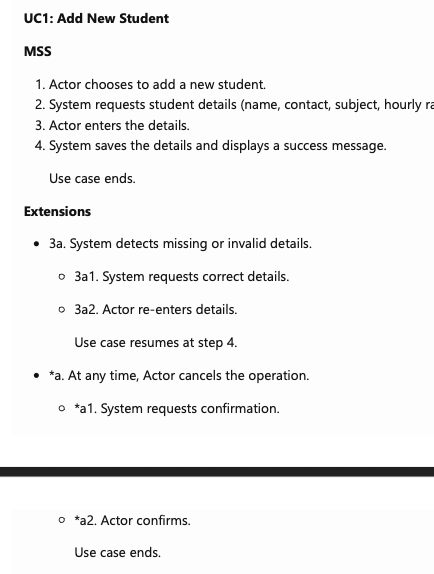 UC1: Add New Student
MSS
1. Actor chooses to add a new student.
2. System requests student details (name, contact, subject, hourly
3. Actor enters the details.
4. System saves the details and displays a success message.
Use case ends.
Extensions
• 3a. System detects missing or invalid details.
○ 3a1. System requests correct details.
○ 3a2. Actor re-enters details.
Use case resumes at step 4.
• *a. At any time, Actor cancels the operation.
○ *a1. System requests confirmation.
○ *a2. Actor confirms.
Use case ends.